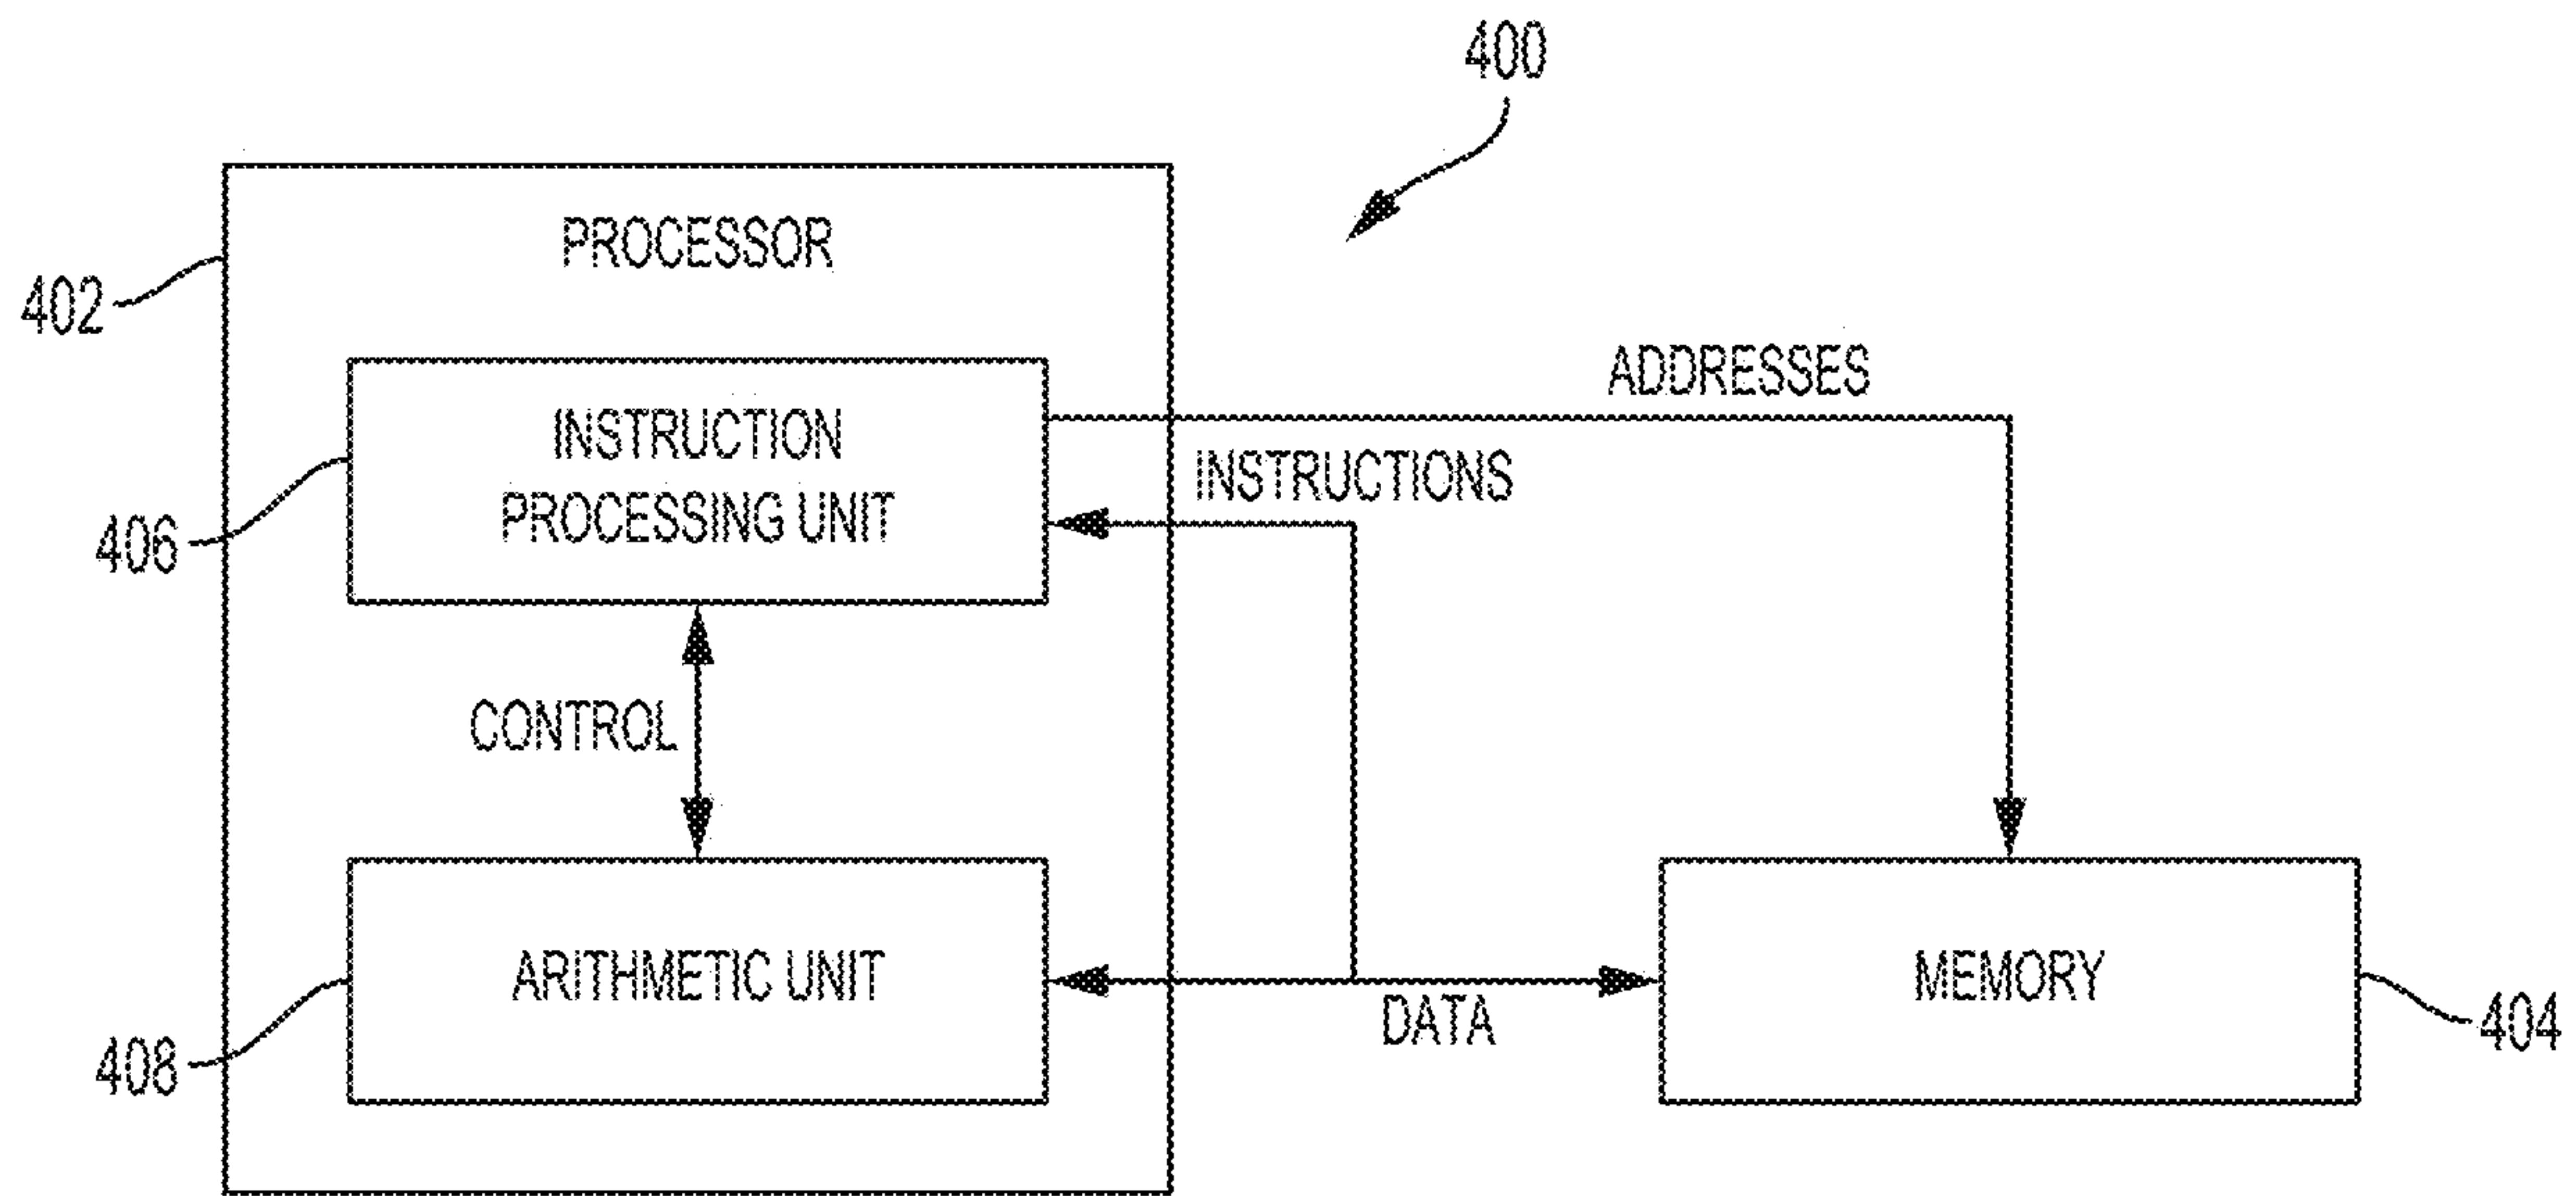 400
PROCESSOR
402
ADDRESSES
INSTRUCTION
PROCESSING UNIT
INSTRUCTIONS
406
CONTROL
ARITHMETIC UNIT
MEMORY
DATA
404
408